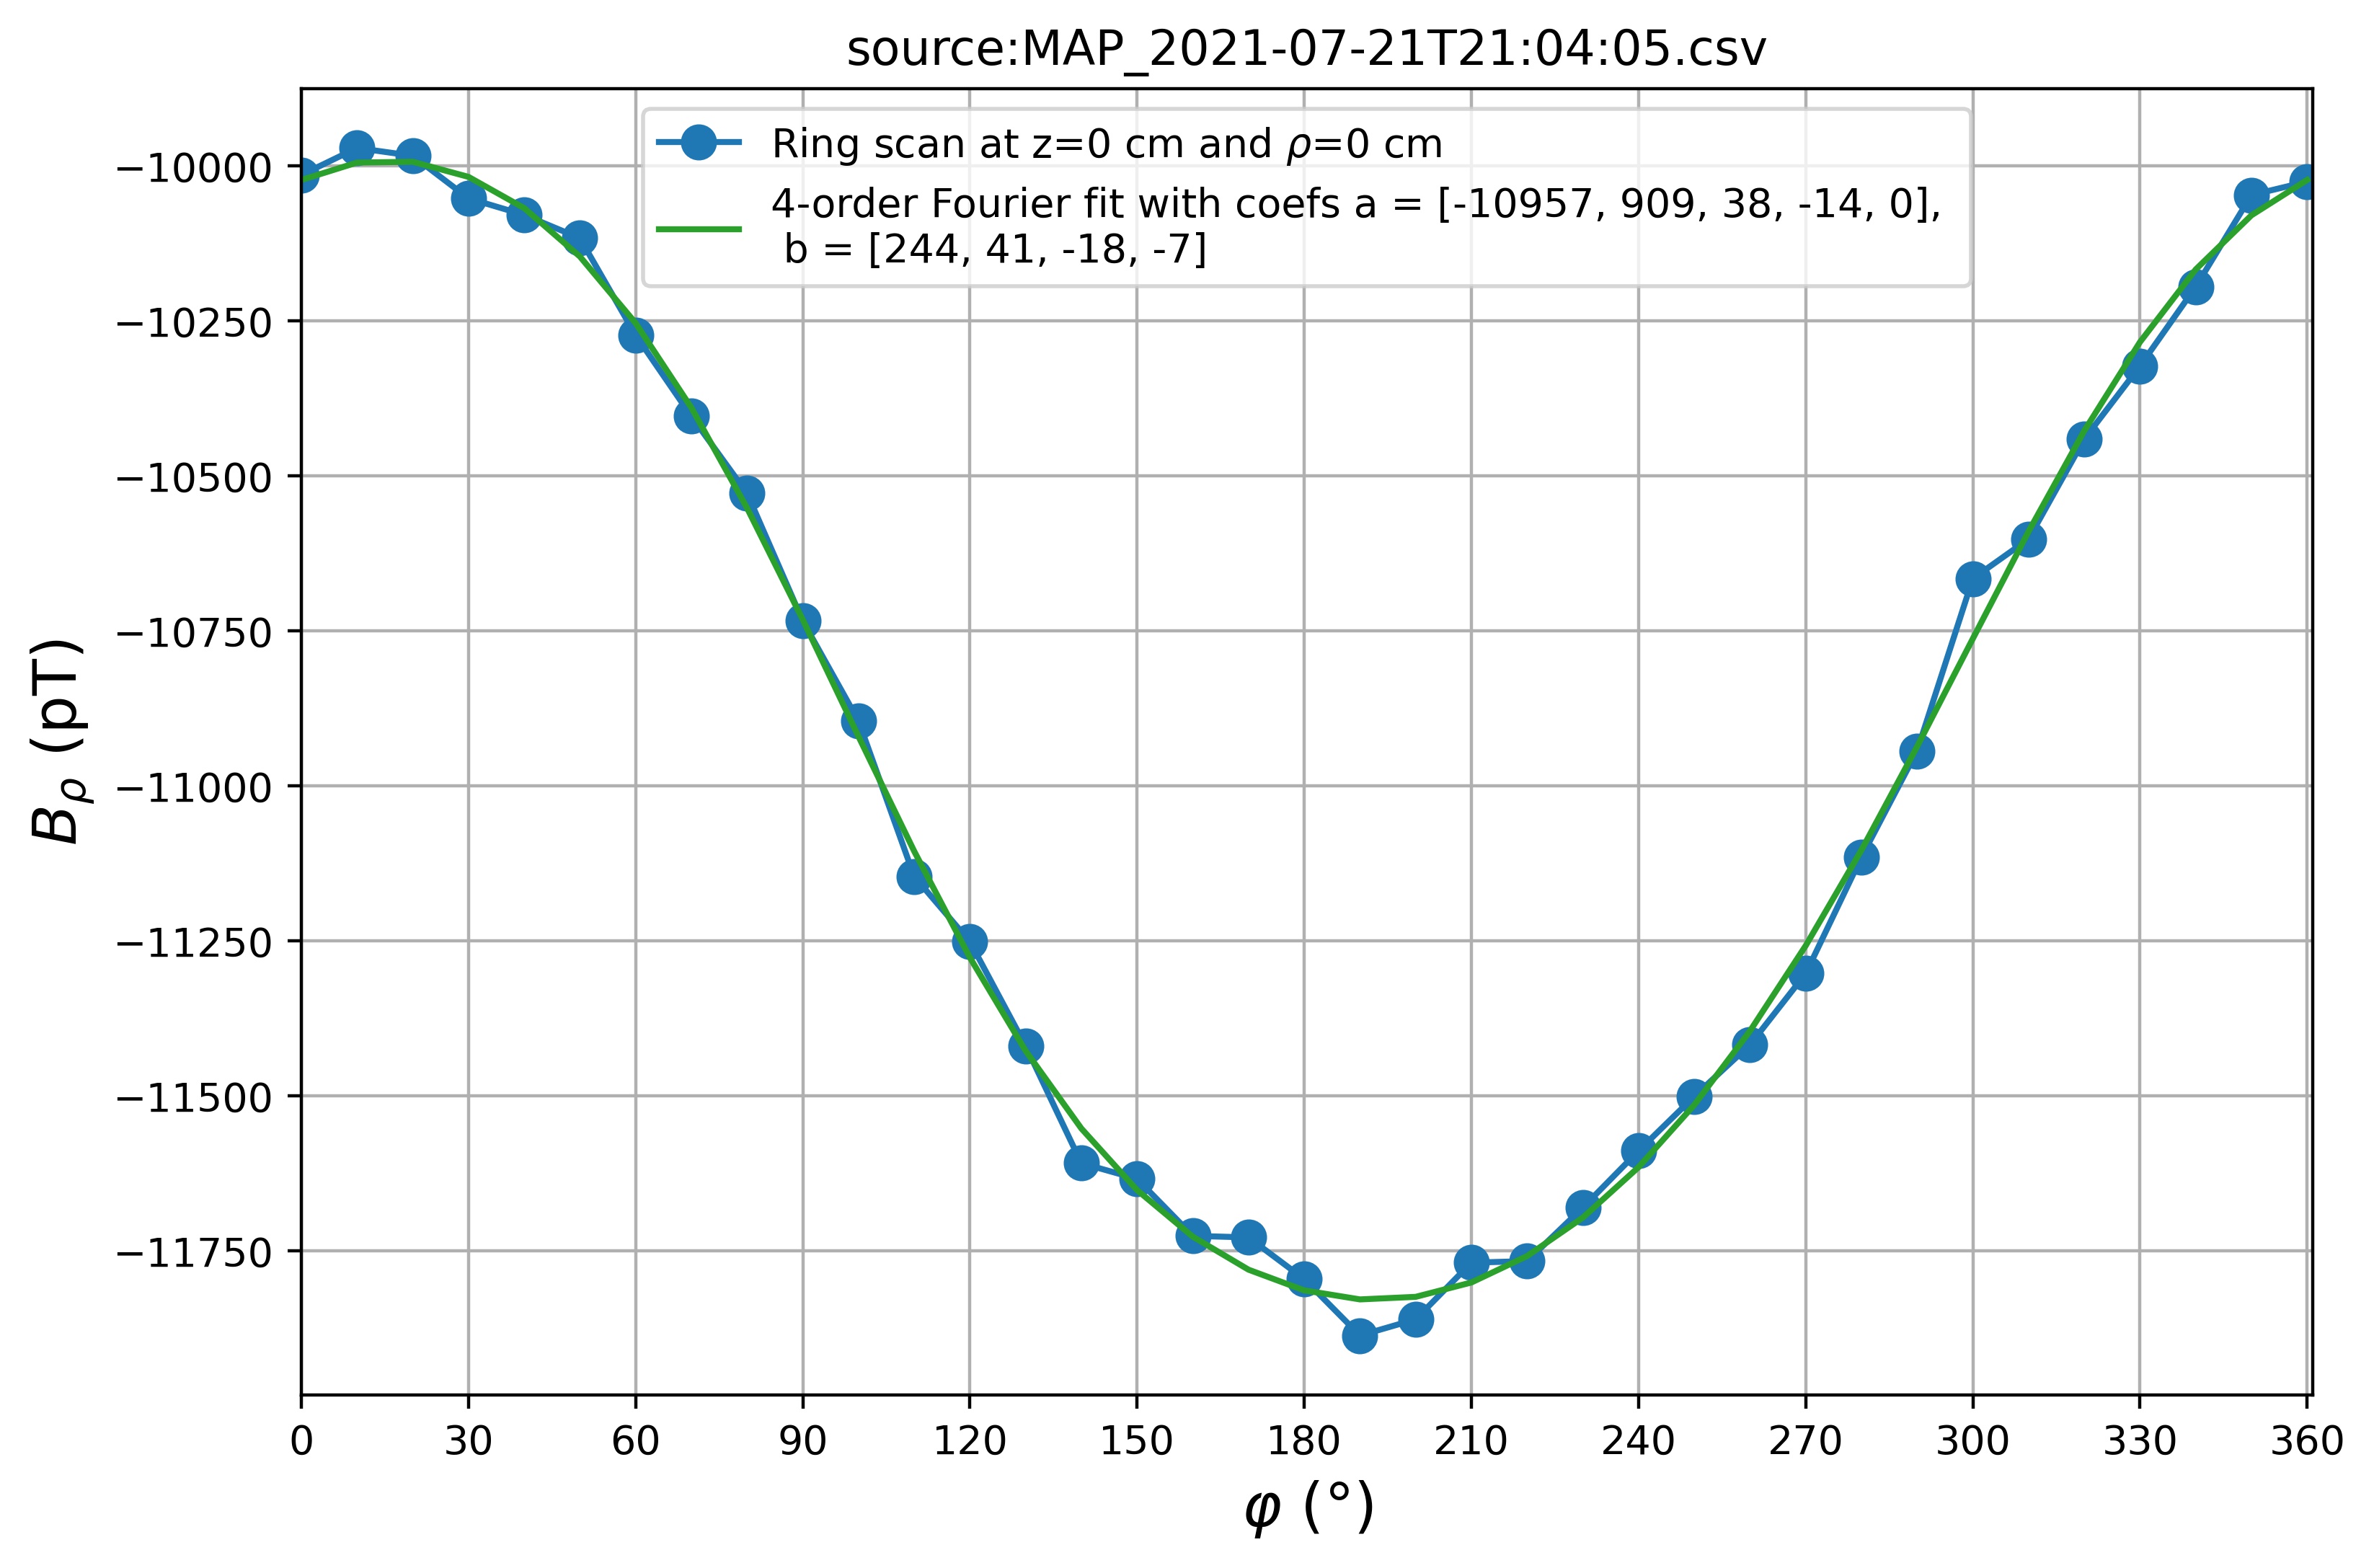 source:MAP_2021-07-21T21:04:05.csv
Ring scan at z=0 cm and ρ=0 cm
4-order Fourier fit with coefs a = [-10957, 909, 38, -14, 0],
b = [244, 41, -18, -7]
−10000
−10250
−10500
−10750
−11000
−11250
−11500
−11750
B_ρ (pT)
0 30 60 90 120 150 180 210 240 270 300 330 360
φ (°)